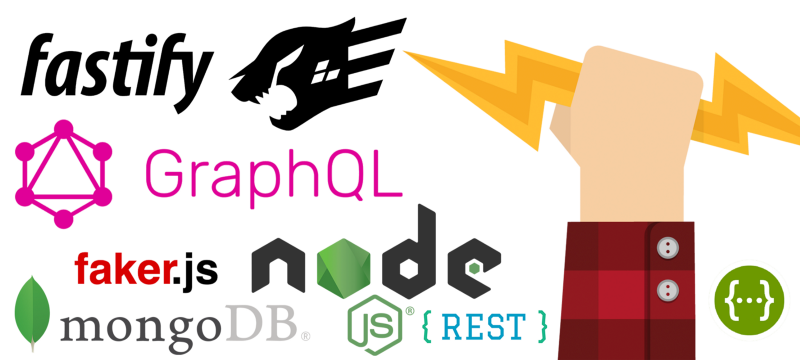 fastify
GraphQL
faker.js
node
JS®
{ REST }
mongoDB®
{···}